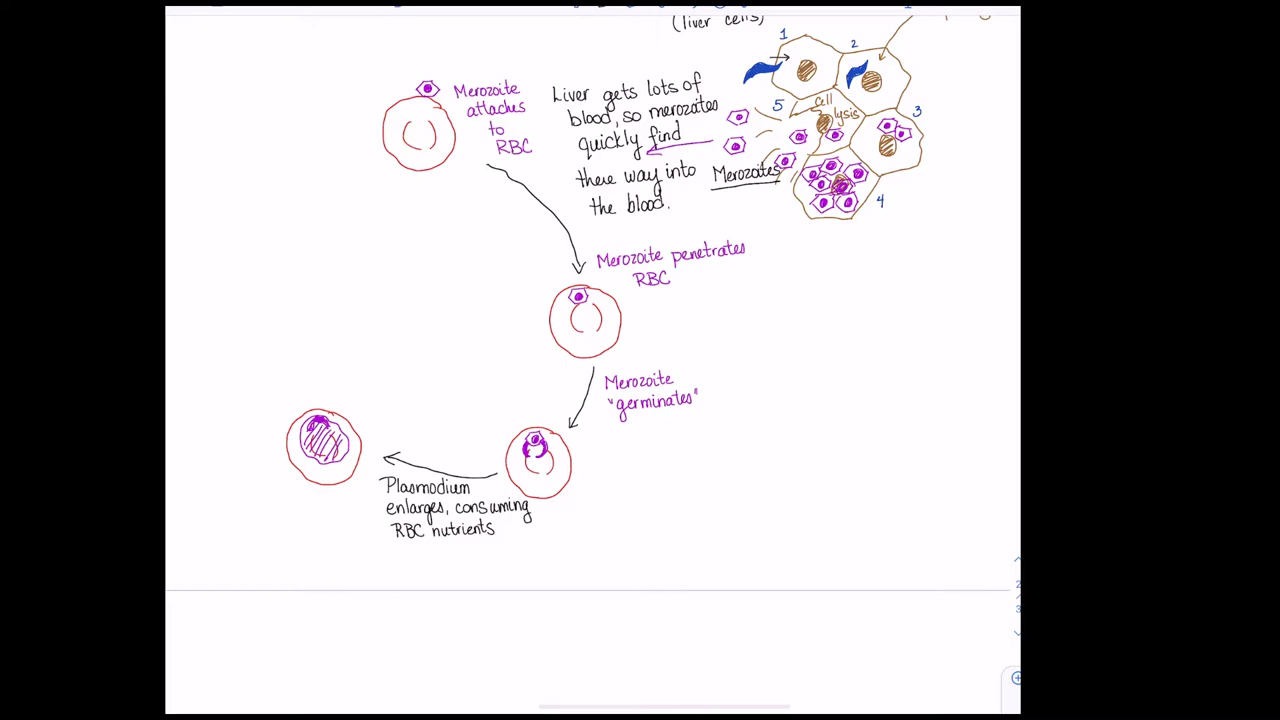 (liver cells)
1
2
3
4
5
cell
lysis
Merozoite
attaches
to
RBC
Liver gets lots of
blood, so merozoites
quickly find
there way into
the blood.
Merozoites
Merozoite penetrates
RBC
Merozoite
"germinates"
Plasmodium
enlarges, consuming
RBC nutrients
2
3